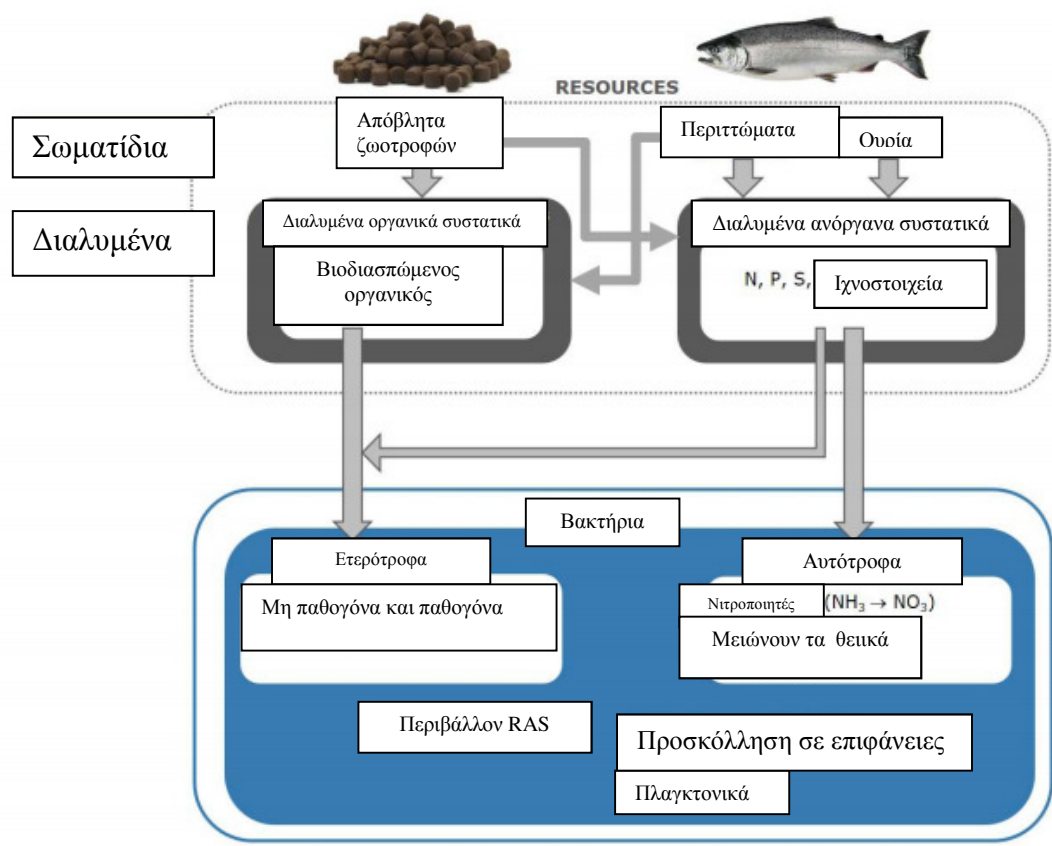 RESOURCES
Σωματίδια
Απόβλητα
ζωοτροφών
Περιττώματα
Ουρία
Διαλυμένα
Διαλυμένα οργανικά συστατικά
Βιοδιασπώμενος
οργανικός
Διαλυμένα ανόργανα συστατικά
N, P, S,
Ιχνοστοιχεία
Βακτήρια
Ετερότροφα
Μη παθογόνα και παθογόνα
Αυτότροφα
Νιτροποιητές (NH₃ → NO₃)
Μειώνουν τα θειικά
Περιβάλλον RAS
Προσκόλληση σε επιφάνειες
Πλαγκτονικά